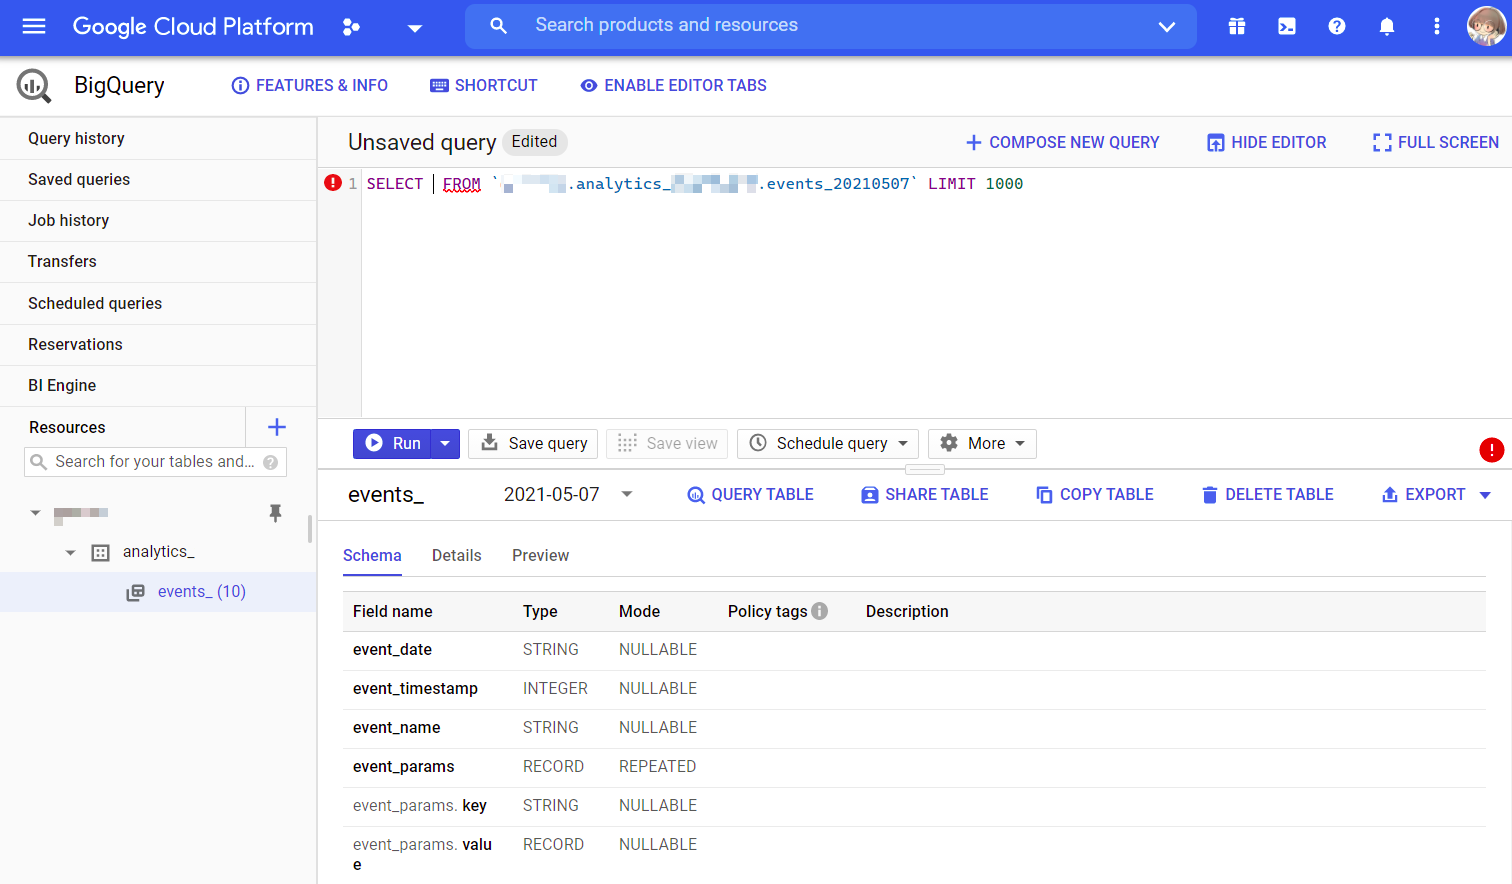 Google Cloud Platform
Search products and resources
BigQuery
FEATURES & INFO
SHORTCUT
ENABLE EDITOR TABS
Query history
Saved queries
Job history
Transfers
Scheduled queries
Reservations
BI Engine
Resources
Search for your tables and...
analytics_
events_ (10)
Unsaved query Edited
COMPOSE NEW QUERY
HIDE EDITOR
FULL SCREEN
1 SELECT FROM ` .analytics_ .events_20210507` LIMIT 1000
Run
Save query
Save view
Schedule query
More
events_
2021-05-07
QUERY TABLE
SHARE TABLE
COPY TABLE
DELETE TABLE
EXPORT
Schema Details Preview
Field name Type Mode Policy tags Description
event_date STRING NULLABLE
event_timestamp INTEGER NULLABLE
event_name STRING NULLABLE
event_params RECORD REPEATED
event_params. key STRING NULLABLE
event_params. valu RECORD NULLABLE
e